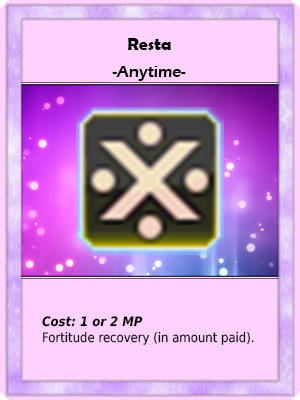 Resta
-Anytime-
Cost: 1 or 2 MP
Fortitude recovery (in amount paid).